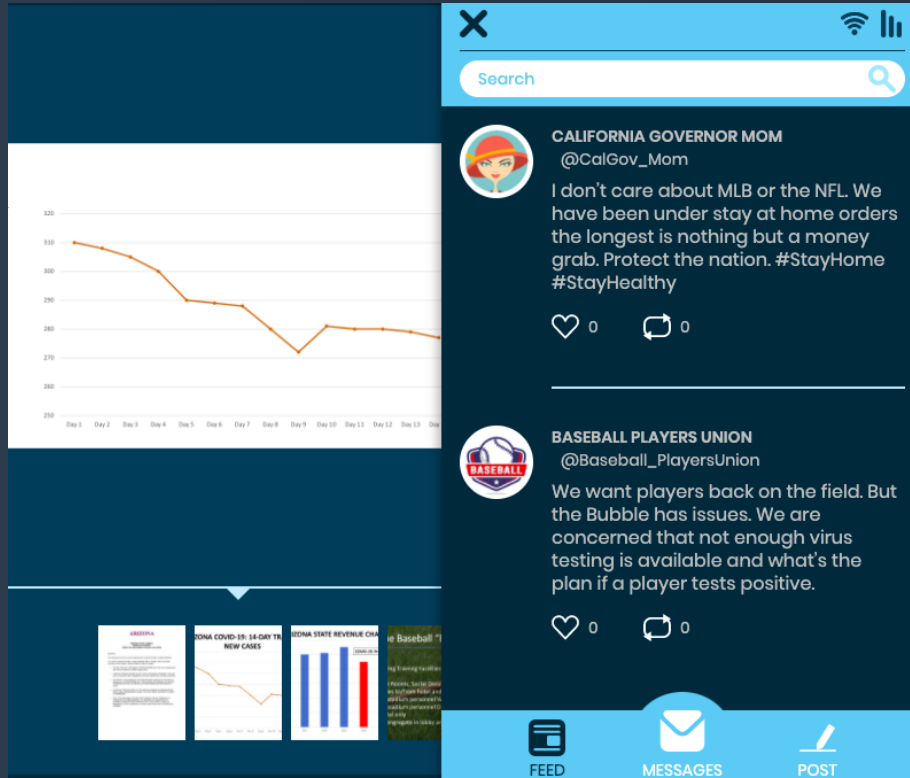 320
310
300
290
280
270
260
250
Day 1 Day 2 Day 3 Day 4 Day 5 Day 6 Day 7 Day 8 Day 9 Day 10 Day 11 Day 12 Day 13 Day
ARIZONA
ZONA COVID-19: 14-DAY TR
NEW CASES
IZONA STATE REVENUE CHA
e Baseball "
ng Training Facilities
Search
CALIFORNIA GOVERNOR MOM
@CalGov_Mom
I don't care about MLB or the NFL. We
have been under stay at home orders
the longest is nothing but a money
grab. Protect the nation. #StayHome
#StayHealthy
0 0
BASEBALL
BASEBALL PLAYERS UNION
@Baseball_PlayersUnion
We want players back on the field. But
the Bubble has issues. We are
concerned that not enough virus
testing is available and what's the
plan if a player tests positive.
0 0
FEED MESSAGES POST